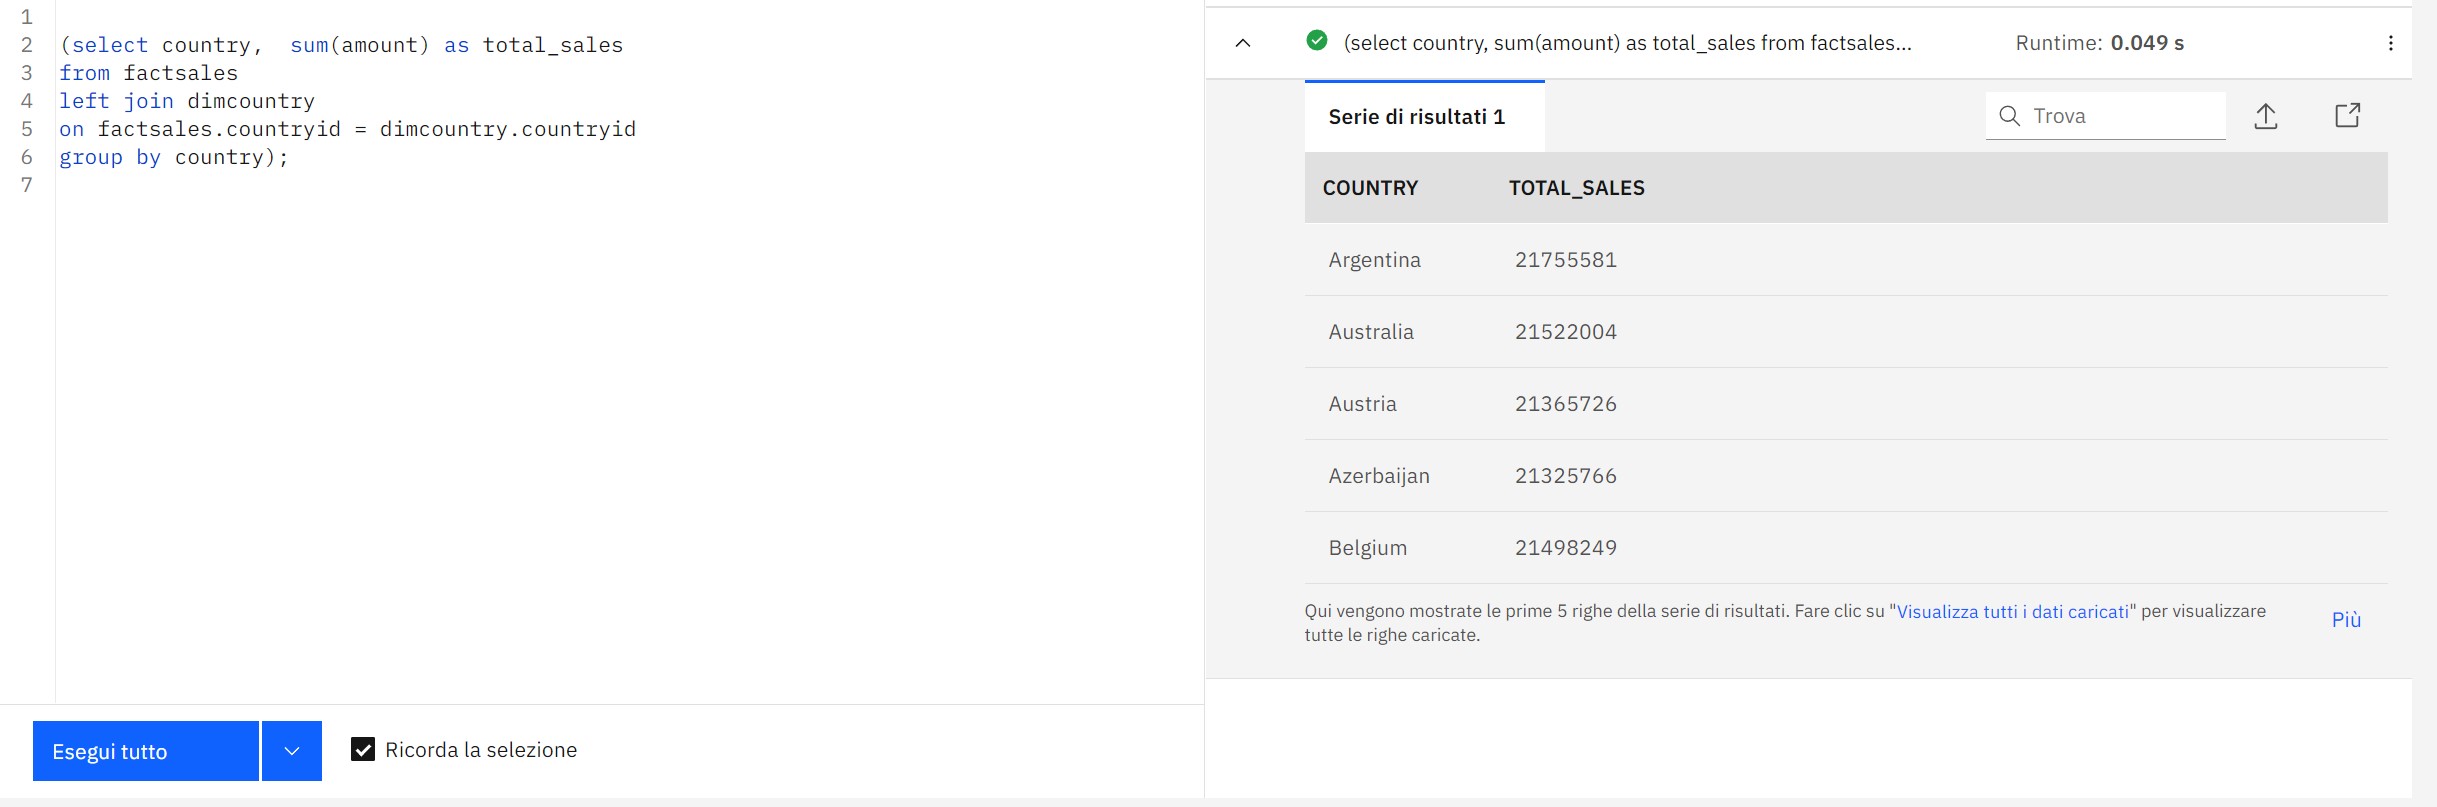 1
2 (select country,  sum(amount) as total_sales
3 from factsales
4 left join dimcountry
5 on factsales.countryid = dimcountry.countryid
6 group by country);
7
Esegui tutto
Ricorda la selezione
(select country, sum(amount) as total_sales from factsales... Runtime: 0.049 s
Serie di risultati 1
Trova
COUNTRY TOTAL_SALES
Argentina 21755581
Australia 21522004
Austria 21365726
Azerbaijan 21325766
Belgium 21498249
Qui vengono mostrate le prime 5 righe della serie di risultati. Fare clic su "Visualizza tutti i dati caricati" per visualizzare
tutte le righe caricate.
Più